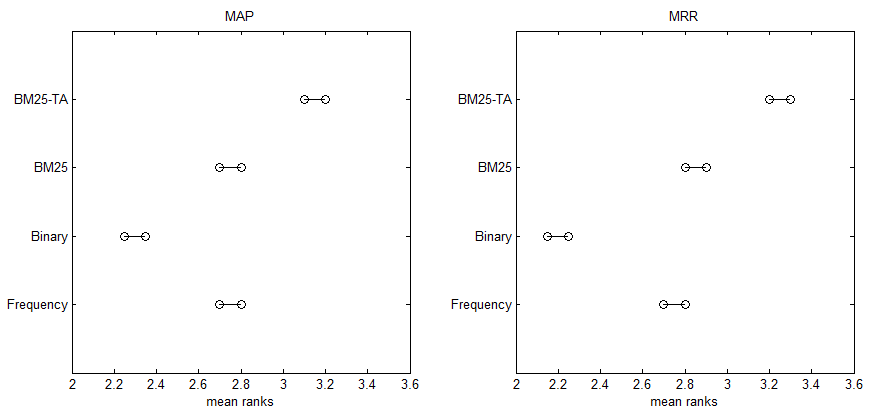 MAP
BM25-TA
BM25
Binary
Frequency
2 2.2 2.4 2.6 2.8 3 3.2 3.4 3.6
mean ranks
MRR
BM25-TA
BM25
Binary
Frequency
2 2.2 2.4 2.6 2.8 3 3.2 3.4 3.6
mean ranks